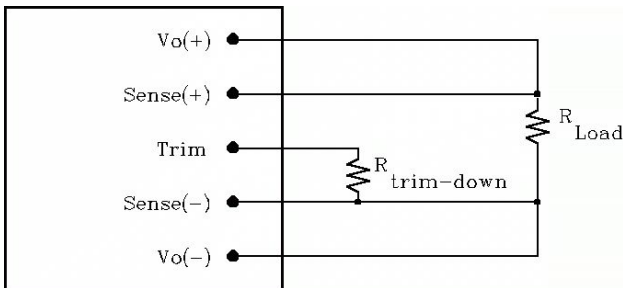 Vo(+)
Sense(+)
R
Load
Trim
R
trim-down
Sense(-)
Vo(-)